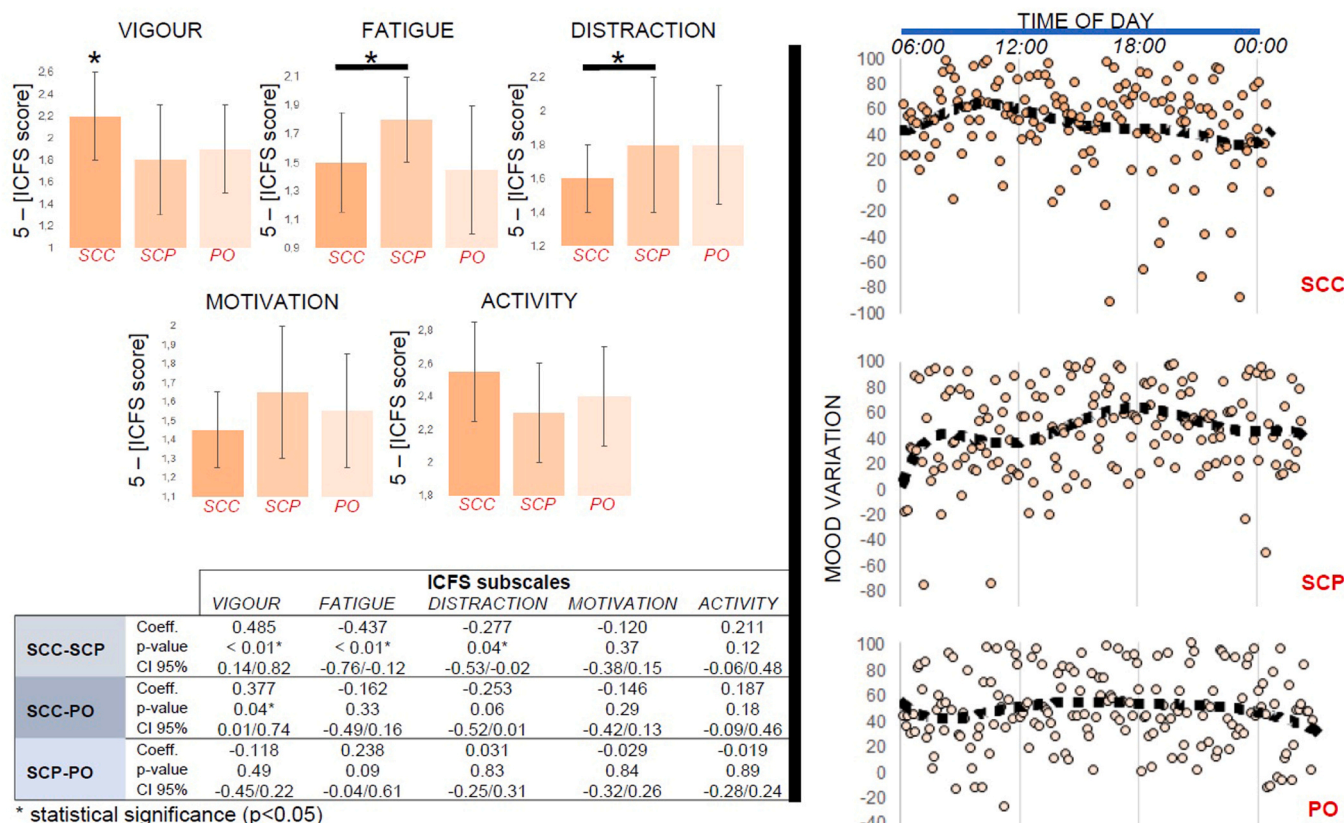 VIGOUR
*
5 – [ICFS score]
2.6
2.4
2.2
2
1.8
1.6
1.4
1.2
1
SCC SCP PO
FATIGUE
*
5 – [ICFS score]
2.1
1.9
1.7
1.5
1.3
1,1
0.9
SCC SCP PO
DISTRACTION
*
5 – [ICFS score]
2.2
2
1.8
1,6
1,4
1.2
SCC SCP PO
MOTIVATION
5 – [ICFS score]
2
1,9
1,8
1,7
1,6
1,5
1,4
1,3
1,2
1,1
SCC SCP PO
ACTIVITY
5 – [ICFS score]
2,8
2,6
2,4
2,2
2
1,8
SCC SCP PO
ICFS subscales
VIGOUR FATIGUE DISTRACTION MOTIVATION ACTIVITY
SCC-SCP
Coeff. 0.485 -0.437 -0.277 -0.120 0.211
p-value < 0.01* < 0.01* 0.04* 0.37 0.12
CI 95% 0.14/0.82 -0.76/-0.12 -0.53/-0.02 -0.38/0.15 -0.06/0.48
SCC-PO
Coeff. 0.377 -0.162 -0.253 -0.146 0.187
p-value 0.04* 0.33 0.06 0.29 0.18
CI 95% 0.01/0.74 -0.49/0.16 -0.52/0.01 -0.42/0.13 -0.09/0.46
SCP-PO
Coeff. -0.118 0.238 0.031 -0.029 -0.019
p-value 0.49 0.09 0.83 0.84 0.89
CI 95% -0.45/0.22 -0.04/0.61 -0.25/0.31 -0.32/0.26 -0.28/0.24
* statistical significance (p<0.05)
TIME OF DAY
06:00 12:00 18:00 00:00
100
80
60
40
20
0
-20
-40
-60
-80
-100
SCC
MOOD VARIATION
100
80
60
40
20
0
-20
-40
-60
-80
SCP
100
80
60
40
20
0
-20
-40
PO